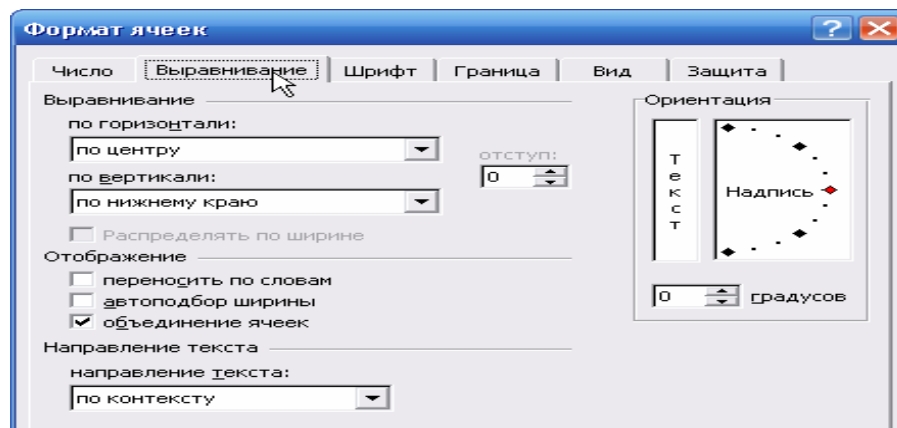 Формат ячеек
Число Выравнивание Шрифт Граница Вид Защита
Выравнивание
по горизонтали:
по центру
отступ:
0
по вертикали:
по нижнему краю
Распределять по ширине
Отображение
переносить по словам
автоподбор ширины
объединение ячеек
Направление текста
направление текста:
по контексту
Ориентация
Текст
Надпись
0 градусов